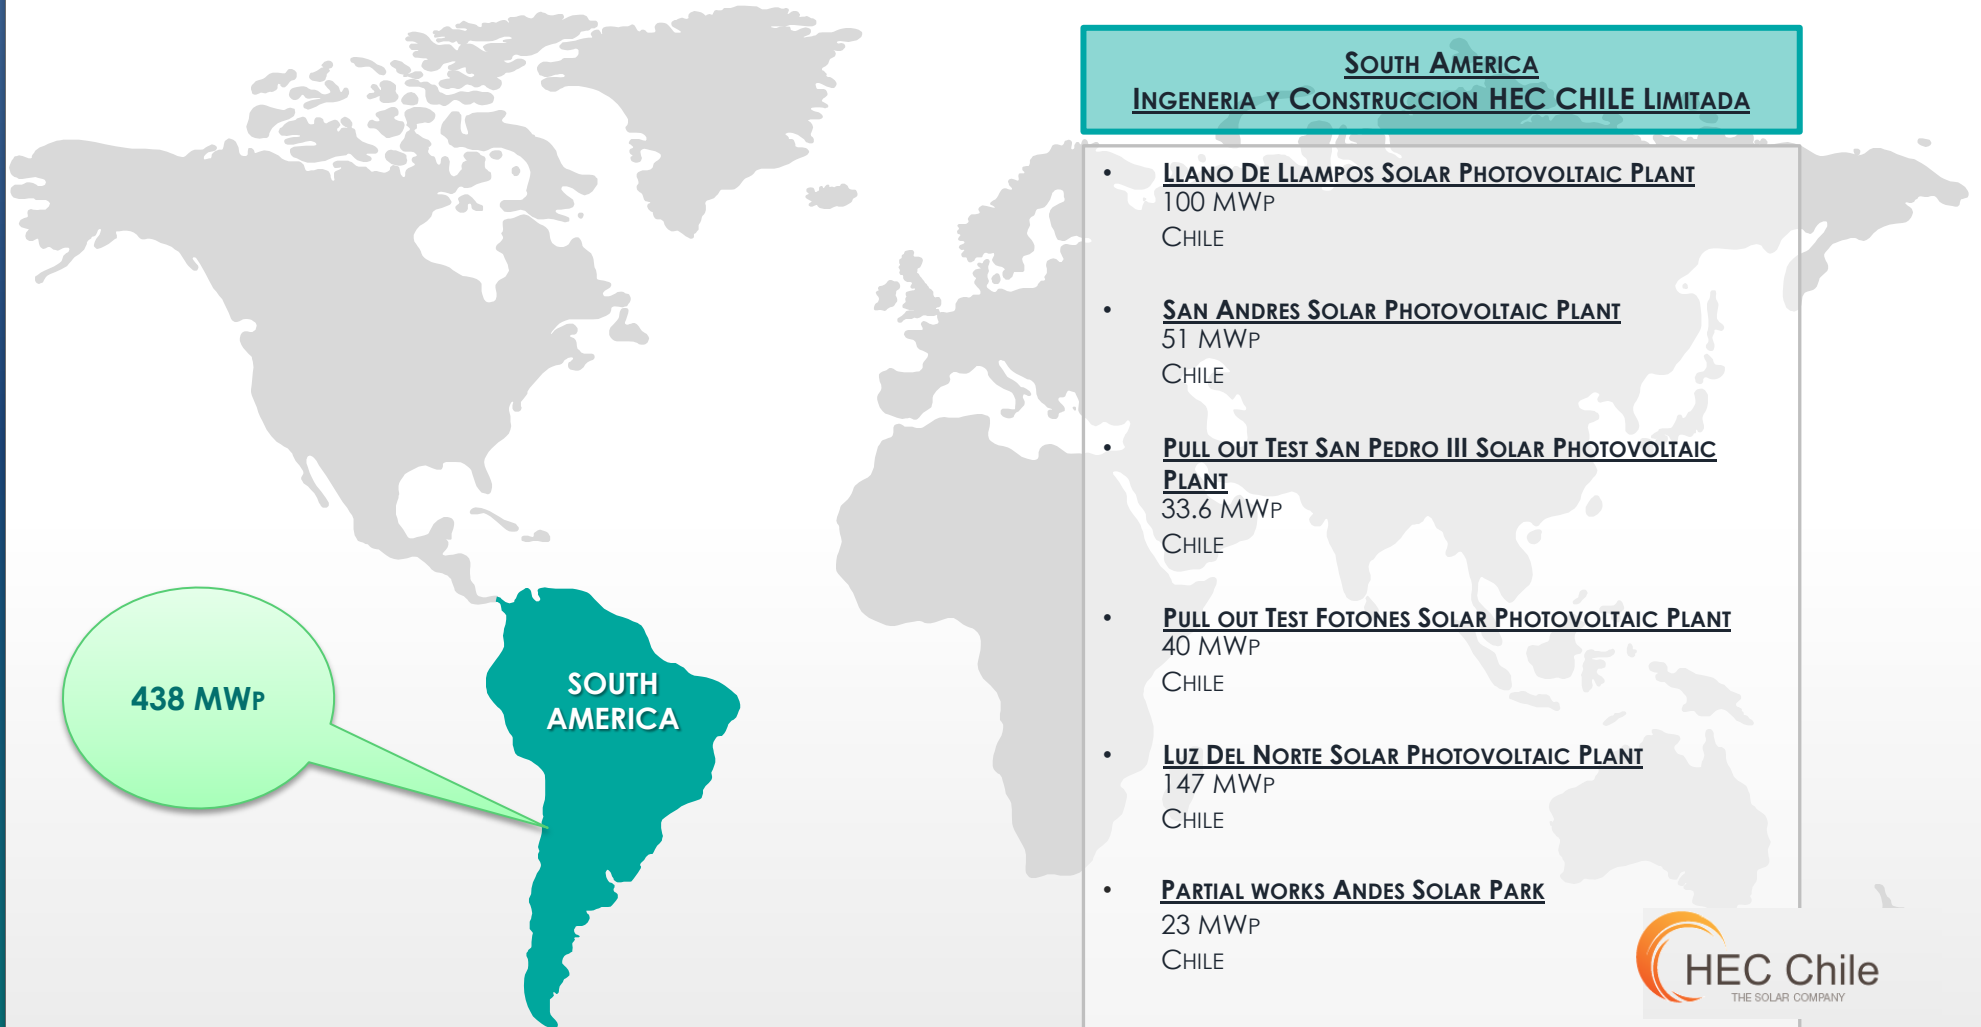 South America
Ingeneria y Construccion HEC CHILE Limitada
• Llano De Llampos Solar Photovoltaic Plant
100 MWp
Chile
• San Andres Solar Photovoltaic Plant
51 MWp
Chile
• Pull out Test San Pedro III Solar Photovoltaic
Plant
33.6 MWp
Chile
• Pull out Test Fotones Solar Photovoltaic Plant
40 MWp
Chile
• Luz Del Norte Solar Photovoltaic Plant
147 MWp
Chile
• Partial works Andes Solar Park
23 MWp
Chile
438 MWp
SOUTH
AMERICA
HEC Chile
THE SOLAR COMPANY